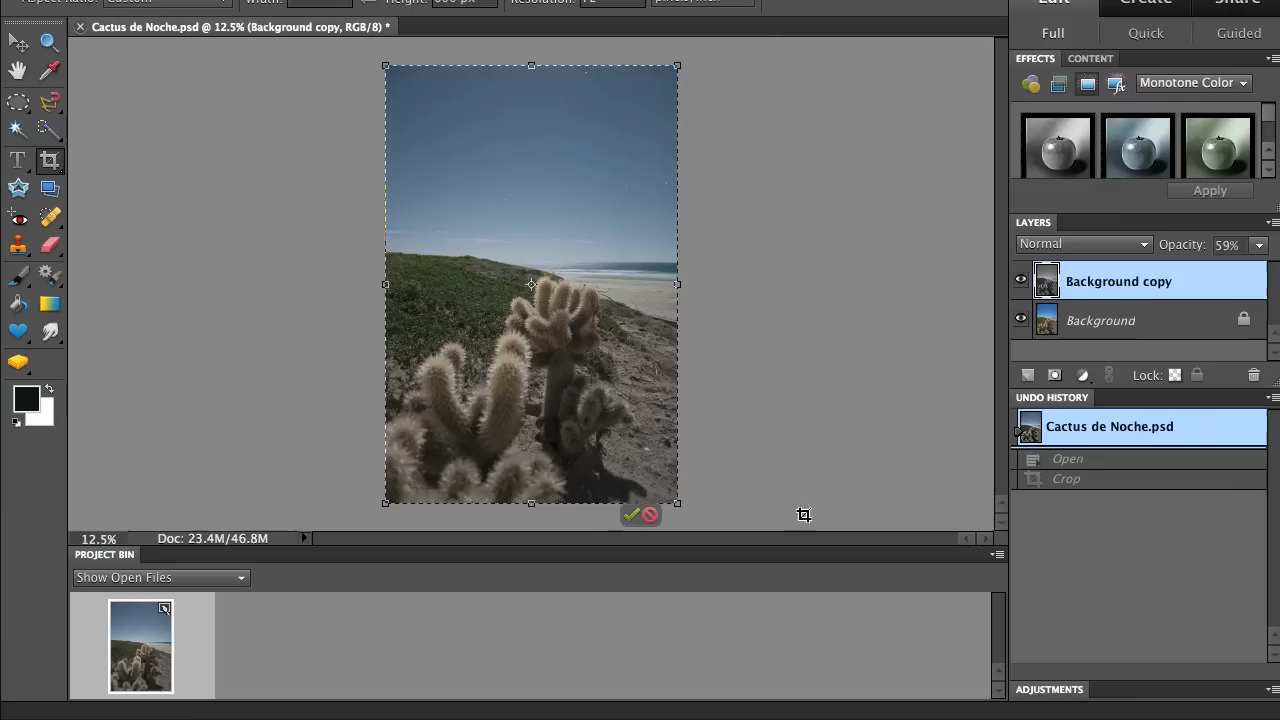 Aspect Ratio: Custom Width: Height: 600 px Resolution: 72 pixels/inch
Edit Create Share
Cactus de Noche.psd @ 12.5% (Background copy, RGB/8) *
Full Quick Guided
EFFECTS CONTENT
Monotone Color
Apply
LAYERS
Normal Opacity: 59%
Background copy
Background
Lock:
UNDO HISTORY
Cactus de Noche.psd
Open
Crop
12.5% Doc: 23.4M/46.8M
PROJECT BIN
Show Open Files
ADJUSTMENTS